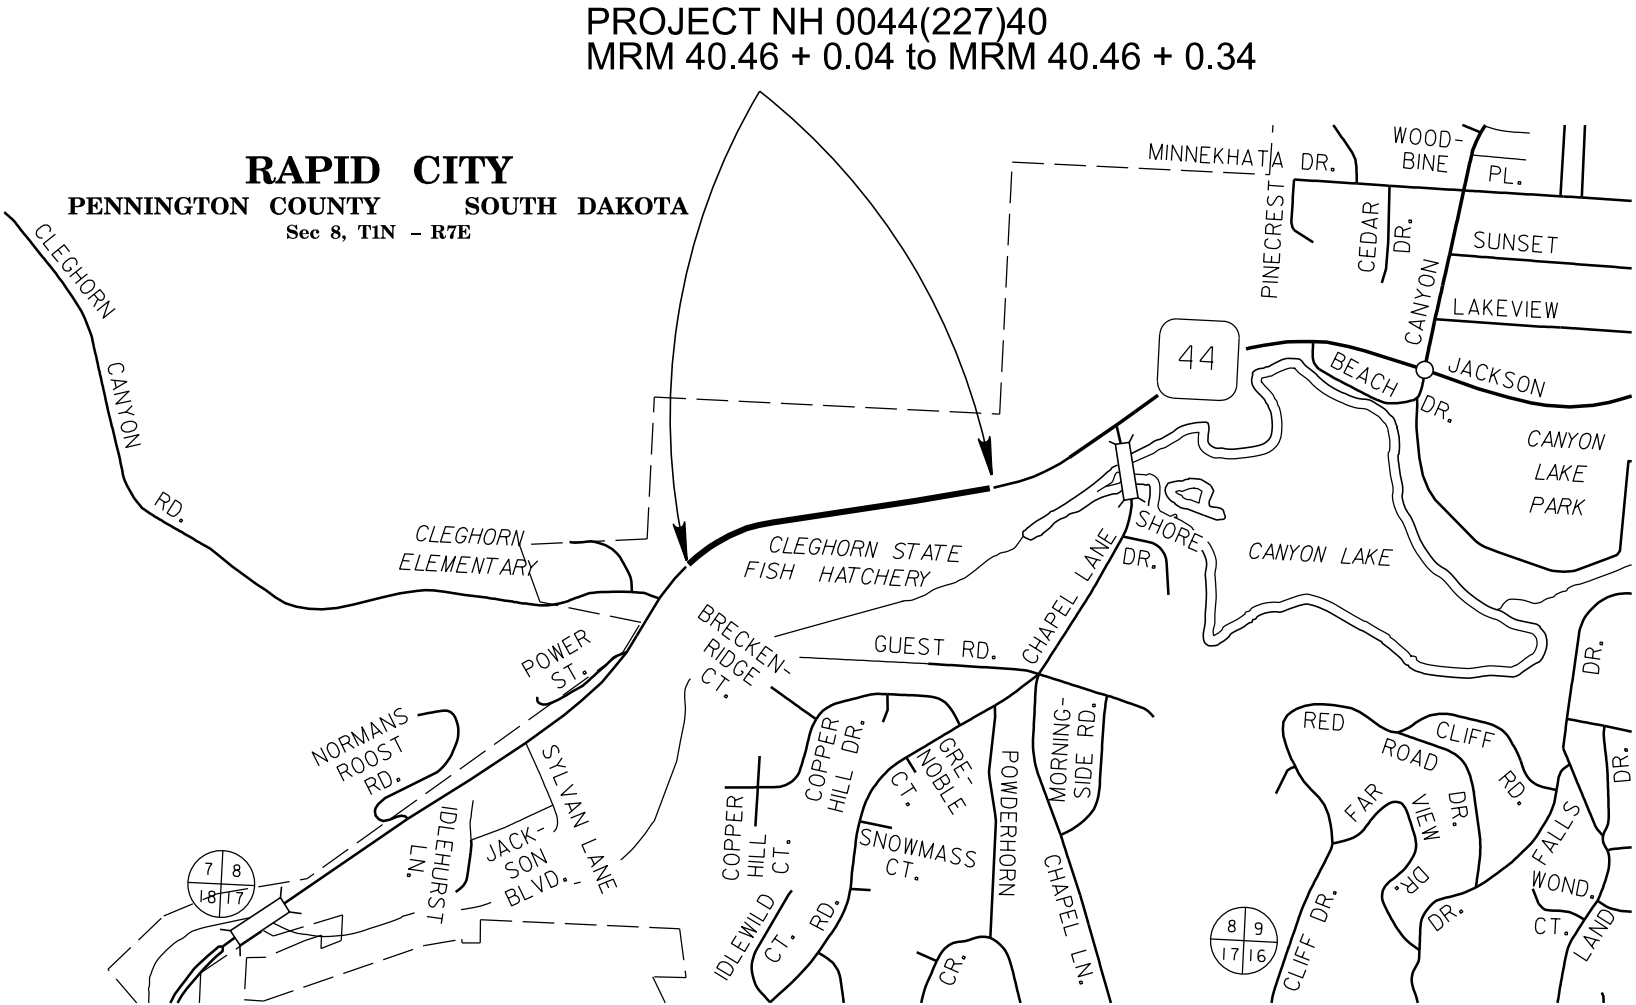 PROJECT NH 0044(227)40
MRM 40.46 + 0.04 to MRM 40.46 + 0.34
RAPID CITY
PENNINGTON COUNTY SOUTH DAKOTA
Sec 8, T1N – R7E
CLEGHORN
CANYON
RD.
MINNEKHATA DR.
WOOD-
BINE
PL.
PINECREST
CEDAR
DR.
CANYON
SUNSET
LAKEVIEW
44
BEACH
DR.
JACKSON
CANYON
LAKE
PARK
CLEGHORN
ELEMENTARY
CLEGHORN STATE
FISH HATCHERY
SHORE
DR.
CANYON LAKE
CHAPEL LANE
GUEST RD.
BRECKEN-
RIDGE
CT.
POWER
ST.
NORMANS
ROOST
RD.
SYLVAN LANE
IDLEHURST
LN.
JACK-
SON
BLVD.
COPPER
HILL DR.
COPPER
HILL
CT.
GRE-
NOBLE
CT.
SNOWMASS
CT.
POWDERHORN
MORNING-
SIDE RD.
CHAPEL LN.
IDLEWILD
CT.
RD.
CR.
RED
ROAD
DR.
CLIFF
RD.
FAR
VIEW
DR.
CLIFF DR.
DR.
FALLS
DR.
DR.
WOND.
CT.
LAND
7 8
18 17
8 9
17 16